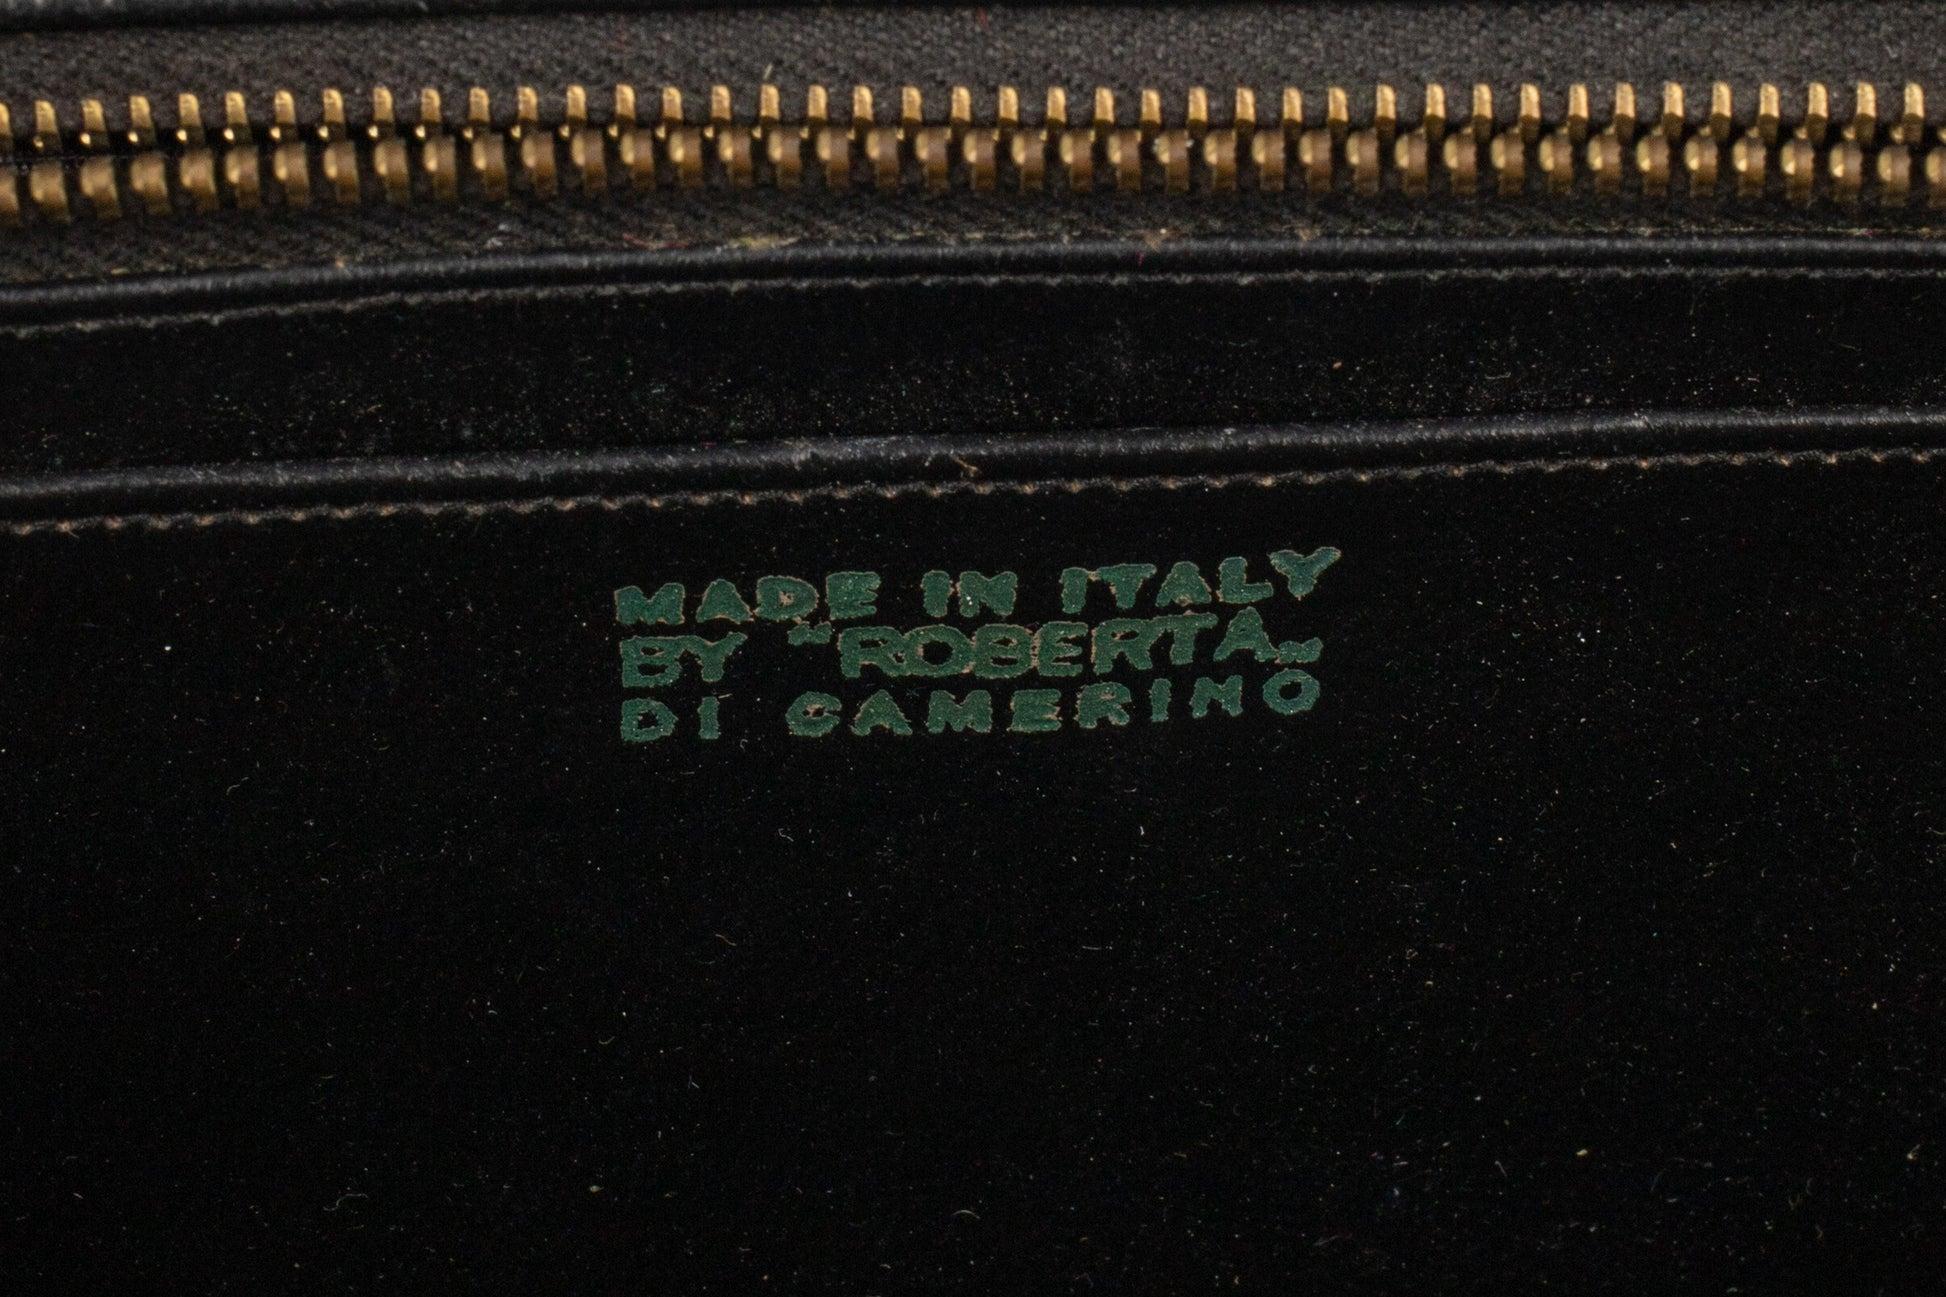 MADE IN ITALY
BY "ROBERTA"
DI CAMERINO